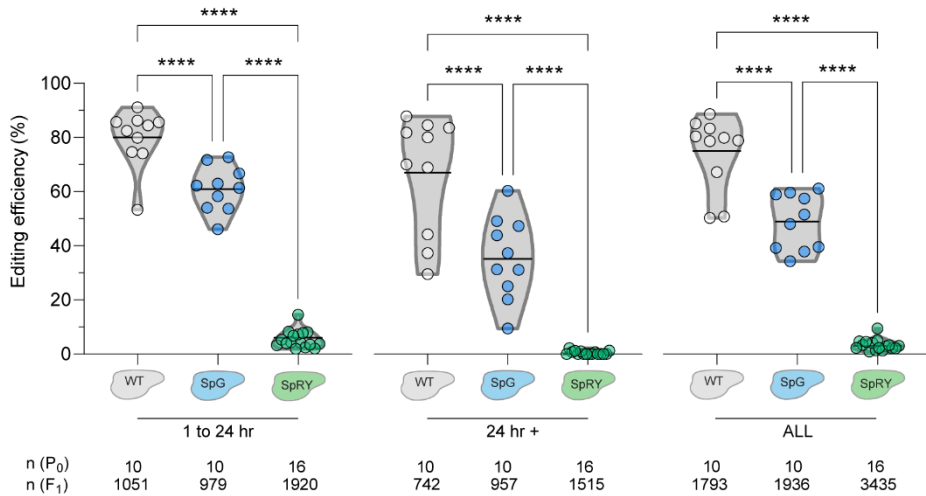 **** **** ****
**** **** **** **** **** ****
Editing efficiency (%)
100
80
60
40
20
0
WT SpG SpRY WT SpG SpRY WT SpG SpRY
1 to 24 hr 24 hr + ALL
n (P0) 10 10 16 10 10 16 10 10 16
n (F1) 1051 979 1920 742 957 1515 1793 1936 3435